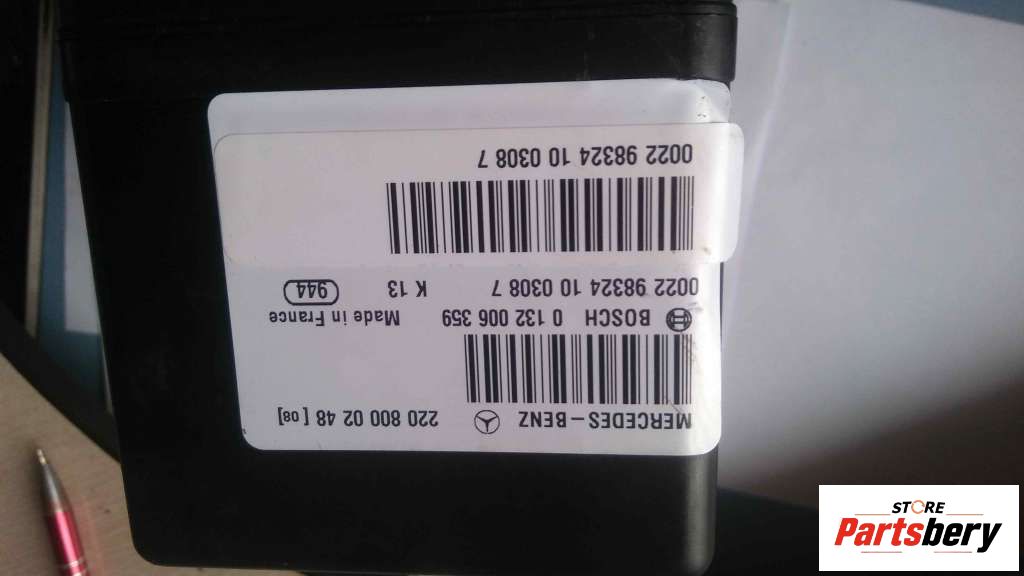 MERCEDES-BENZ 220 800 02 48 [08]
BOSCH 0 132 006 359 Made in France
0022 98324 10 0308 7 K 13 944
0022 98324 10 0308 7
STORE
Partsbery